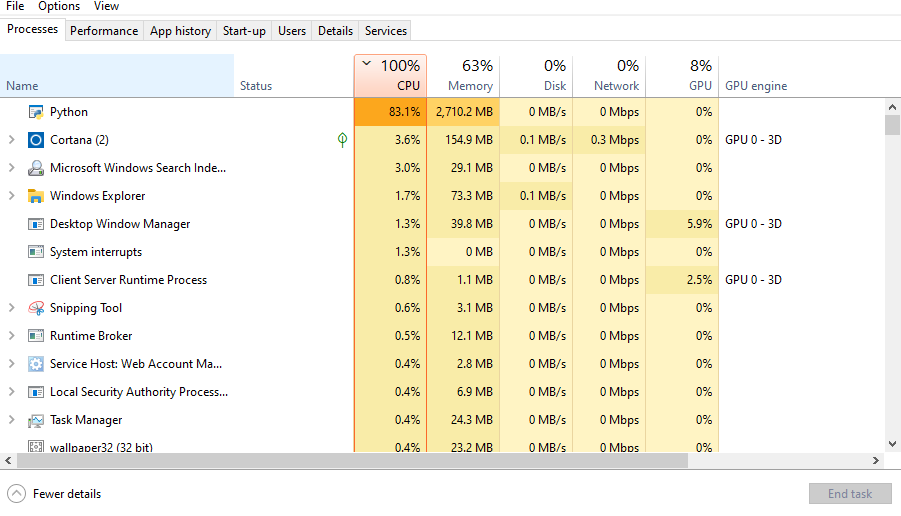 File Options View
Processes Performance App history Start-up Users Details Services
100% 63% 0% 0% 8%
Name Status CPU Memory Disk Network GPU GPU engine
Python 83.1% 2,710.2 MB 0 MB/s 0 Mbps 0%
Cortana (2) 3.6% 154.9 MB 0.1 MB/s 0.3 Mbps 0% GPU 0 - 3D
Microsoft Windows Search Inde... 3.0% 29.1 MB 0 MB/s 0 Mbps 0%
Windows Explorer 1.7% 73.3 MB 0.1 MB/s 0 Mbps 0%
Desktop Window Manager 1.3% 39.8 MB 0 MB/s 0 Mbps 5.9% GPU 0 - 3D
System interrupts 1.3% 0 MB 0 MB/s 0 Mbps 0%
Client Server Runtime Process 0.8% 1.1 MB 0 MB/s 0 Mbps 2.5% GPU 0 - 3D
Snipping Tool 0.6% 3.1 MB 0 MB/s 0 Mbps 0%
Runtime Broker 0.5% 12.1 MB 0 MB/s 0 Mbps 0%
Service Host: Web Account Ma... 0.4% 2.8 MB 0 MB/s 0 Mbps 0%
Local Security Authority Process... 0.4% 6.9 MB 0 MB/s 0 Mbps 0%
Task Manager 0.4% 24.3 MB 0 MB/s 0 Mbps 0%
wallpaper32 (32 bit) 0.4% 23.2 MB 0 MB/s 0 Mbps 0%
Fewer details End task